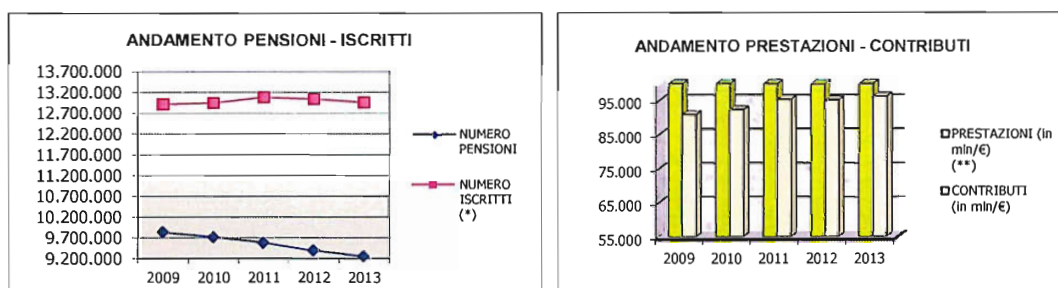 ANDAMENTO PENSIONI - ISCRITTI
13.700.000
13.200.000
12.700.000
12.200.000
11.700.000
11.200.000
10.700.000
10.200.000
9.700.000
9.200.000
2009 2010 2011 2012 2013
NUMERO
PENSIONI
NUMERO
ISCRITTI
(*)
ANDAMENTO PRESTAZIONI - CONTRIBUTI
95.000
85.000
75.000
65.000
55.000
2009 2010 2011 2012 2013
PRESTAZIONI (in
mln/€)
(**)
CONTRIBUTI
(in mln/€)